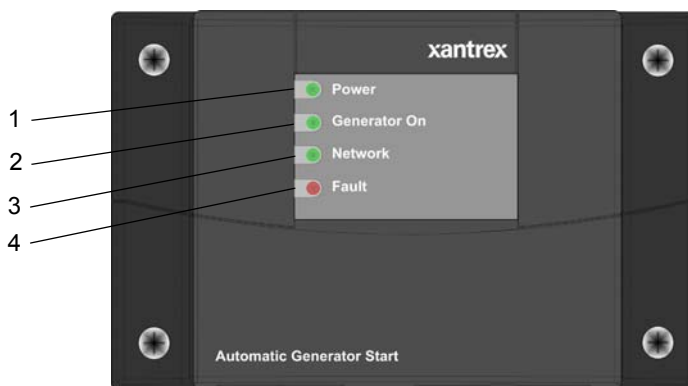 xantrex
1 Power
2 Generator On
3 Network
4 Fault
Automatic Generator Start